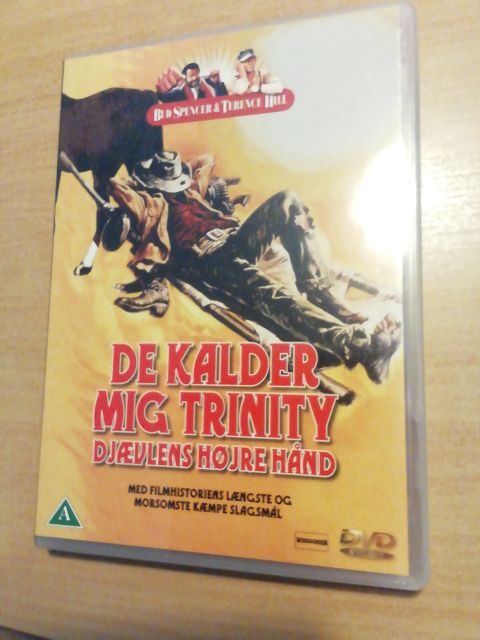 BUD SPENCER & TERENCE HILL
DE KALDER
MIG TRINITY
DJÆVLENS HØJRE HÅND
MED FILMHISTORIENS LÆNGSTE OG
MORSOMSTE KÆMPE SLAGSMÅL
A
DVD
VIDEO